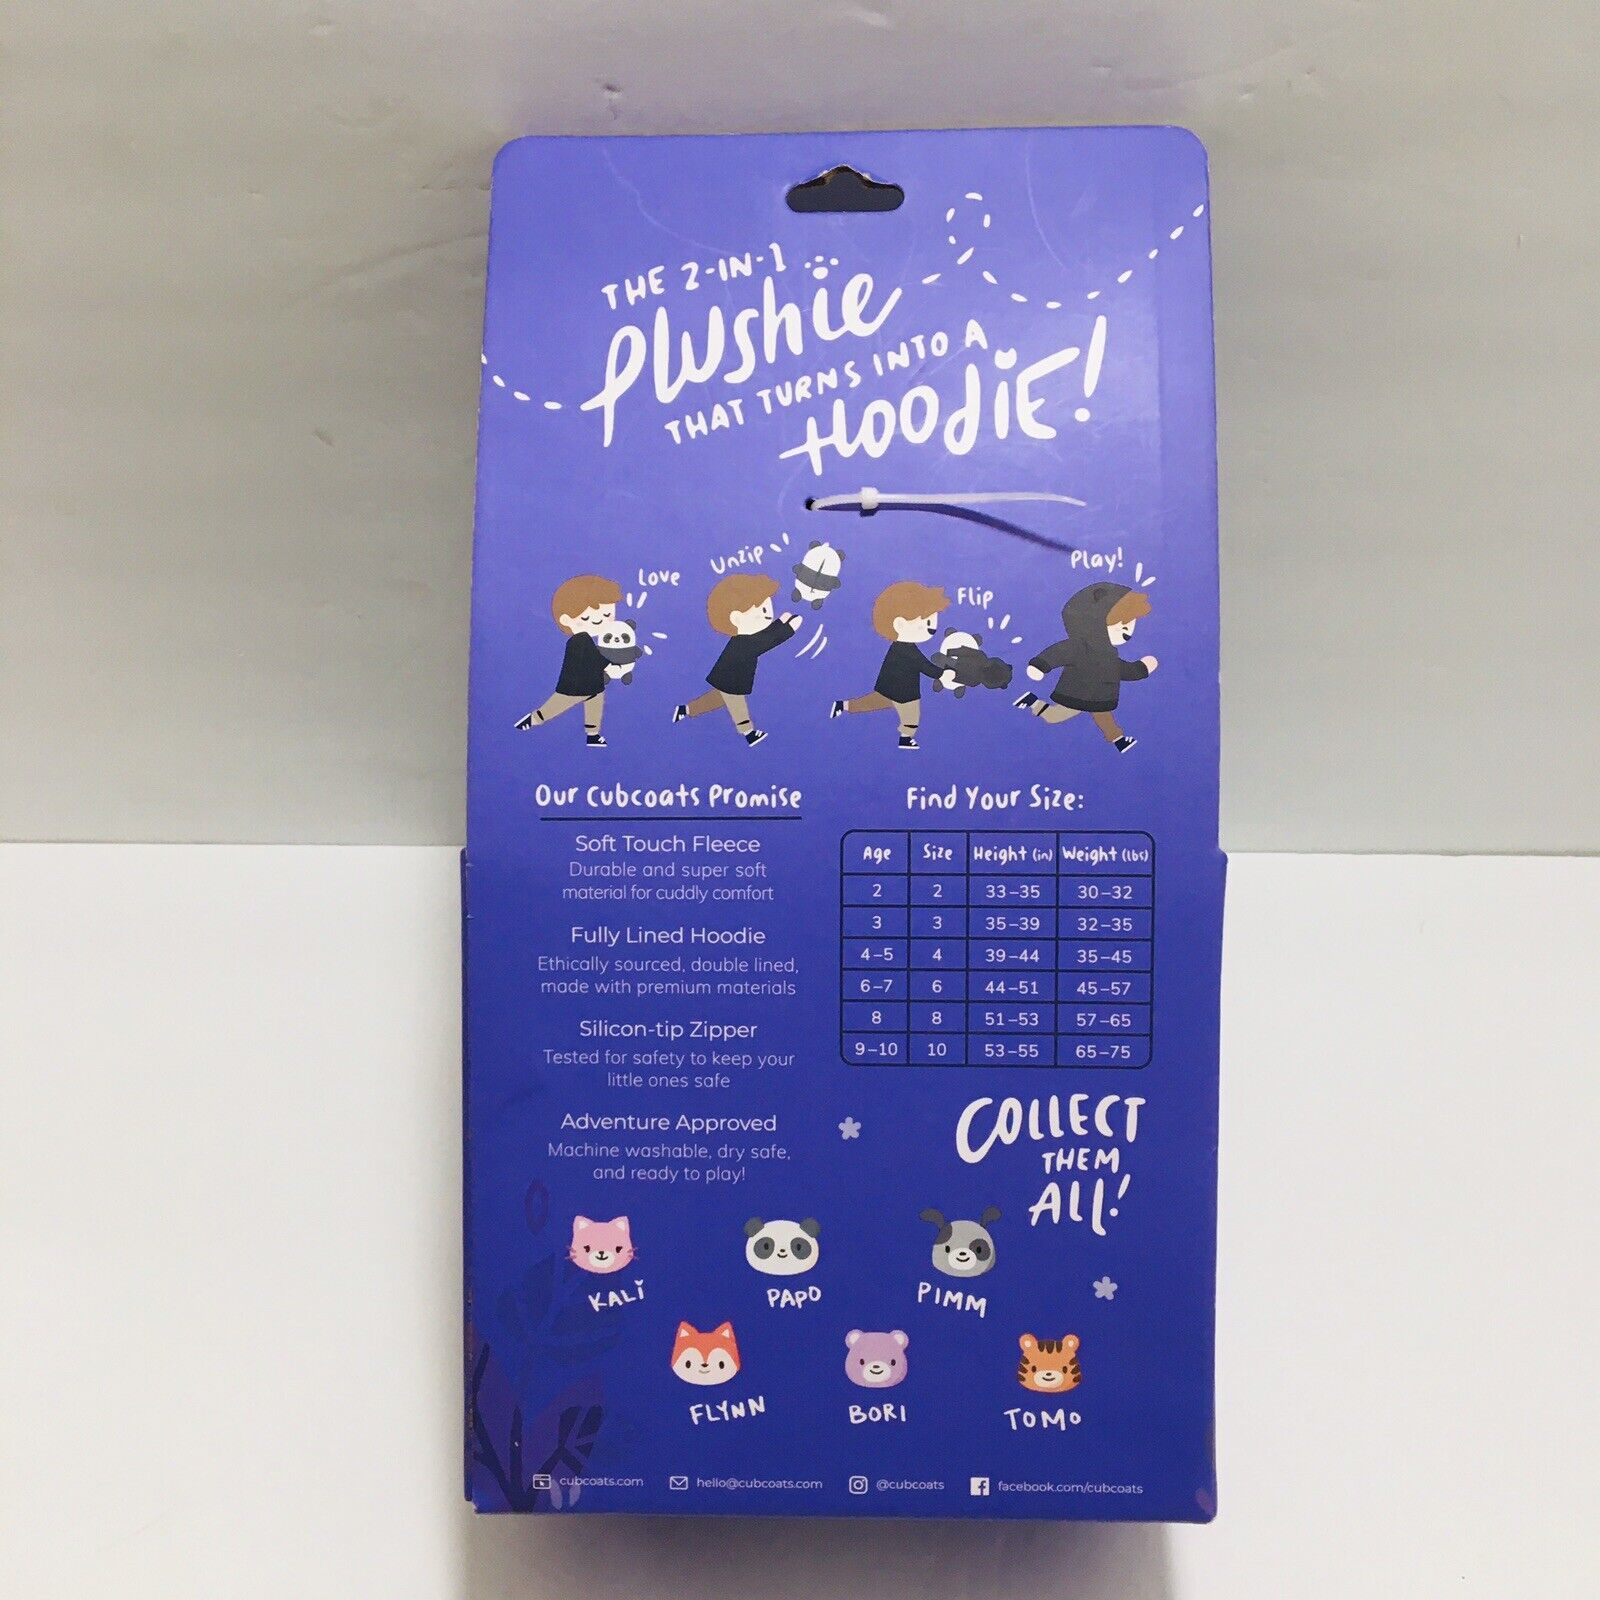 THE 2-IN-1
Plushie
THAT TURNS INTO A
HOODIE!
Love
Unzip
Flip
Play!
Our Cubcoats Promise
Soft Touch Fleece
Durable and super soft
material for cuddly comfort
Fully Lined Hoodie
Ethically sourced, double lined,
made with premium materials
Silicon-tip Zipper
Tested for safety to keep your
little ones safe
Adventure Approved
Machine washable, dry safe,
and ready to play!
Find Your Size:
Age Size Height (in) Weight (lbs)
2 2 33–35 30–32
3 3 35–39 32–35
4–5 4 39–44 35–45
6–7 6 44–51 45–57
8 8 51–53 57–65
9–10 10 53–55 65–75
COLLECT
THEM
ALL!
KALI PAPO PIMM
FLYNN BORI TOMO
cubcoats.com hello@cubcoats.com @cubcoats facebook.com/cubcoats